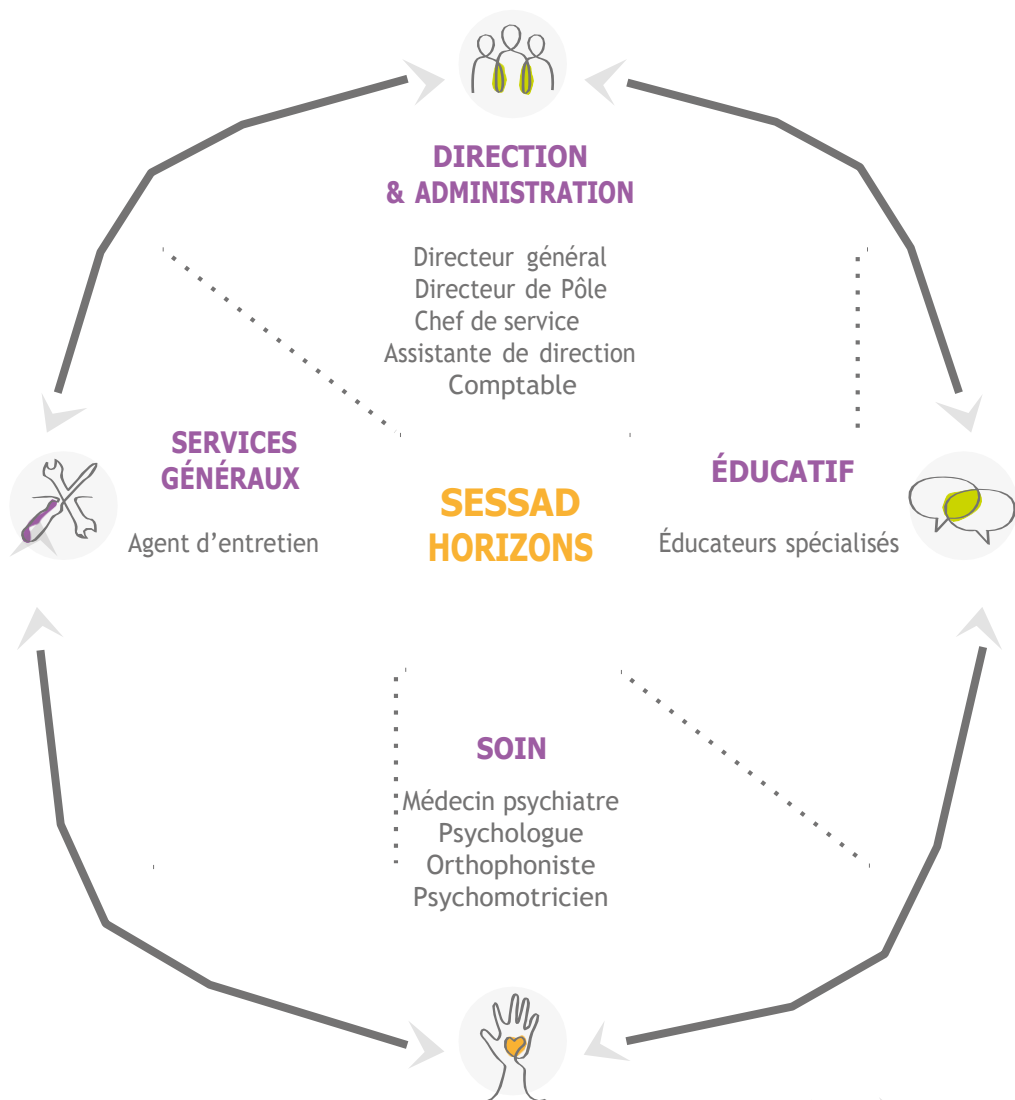 DIRECTION
& ADMINISTRATION
Directeur général
Directeur de Pôle
Chef de service
Assistante de direction
Comptable
SERVICES
GÉNÉRAUX
Agent d’entretien
SESSAD
HORIZONS
ÉDUCATIF
Éducateurs spécialisés
SOIN
Médecin psychiatre
Psychologue
Orthophoniste
Psychomotricien